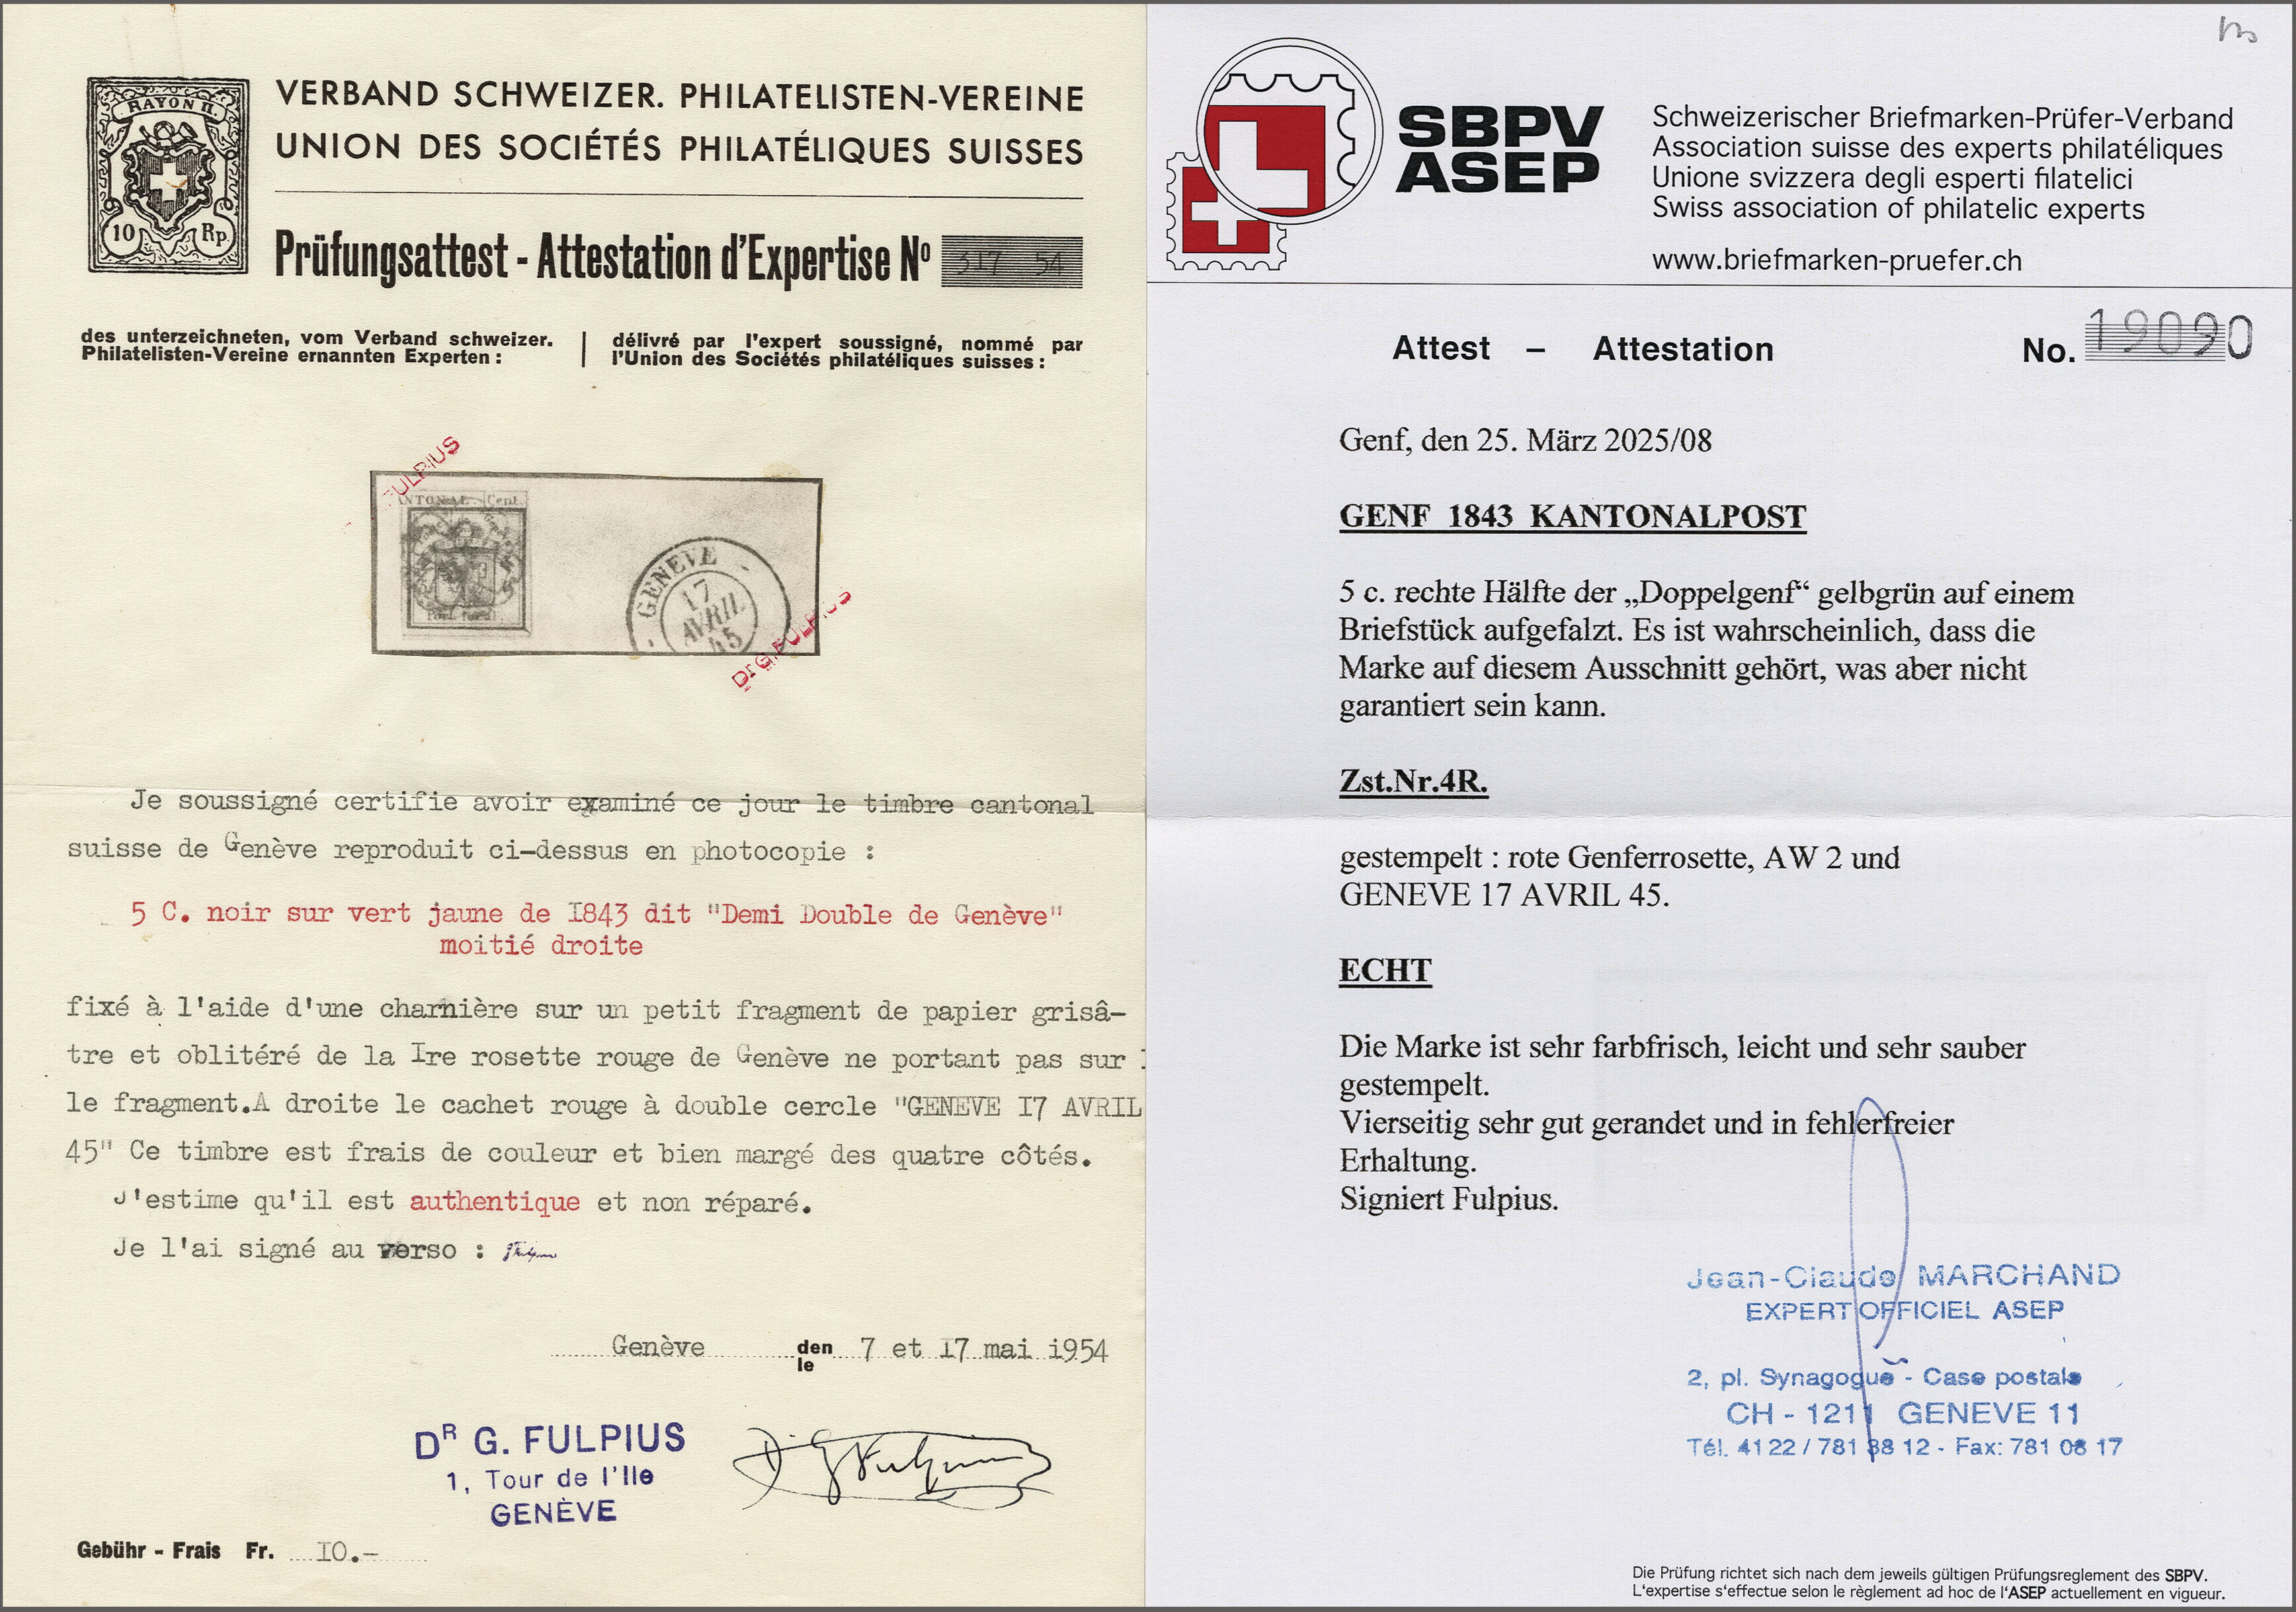 RAYON II
10 Rp.
VERBAND SCHWEIZER. PHILATELISTEN-VEREINE
UNION DES SOCIÉTÉS PHILATÉLIQUES SUISSES
Prüfungsattest - Attestation d'Expertise Nº 317 54
des unterzeichneten, vom Verband schweizer.
Philatelisten-Vereine ernannten Experten :
délivré par l'expert soussigné, nommé par
l'Union des Sociétés philatéliques suisses :
FULPIUS
NTONAL Cent.
GENEVE
17
AVRIL
45
Dr G. FULPIUS
Je soussigné certifie avoir examiné ce jour le timbre cantonal
suisse de Genève reproduit ci-dessus en photocopie :
5 C. noir sur vert jaune de I843 dit "Demi Double de Genève"
moitié droite
fixé à l'aide d'une charnière sur un petit fragment de papier grisâ-
tre et oblitéré de la Ire rosette rouge de Genève ne portant pas sur
le fragment.A droite le cachet rouge à double cercle "GENEVE I7 AVRIL
45" Ce timbre est frais de couleur et bien margé des quatre côtés.
J'estime qu'il est authentique et non réparé.
Je l'ai signé au verso : Fulpius
Genève den le 7 et I7 mai i954
DR G. FULPIUS
1, Tour de l'Ile
GENÈVE
Dr G Fulpius
Gebühr - Frais Fr. IO.-
SBPV
ASEP
Schweizerischer Briefmarken-Prüfer-Verband
Association suisse des experts philatéliques
Unione svizzera degli esperti filatelici
Swiss association of philatelic experts
www.briefmarken-pruefer.ch
Attest – Attestation No. 19090
Genf, den 25. März 2025/08
GENF 1843 KANTONALPOST
5 c. rechte Hälfte der „Doppelgenf“ gelbgrün auf einem
Briefstück aufgefalzt. Es ist wahrscheinlich, dass die
Marke auf diesem Ausschnitt gehört, was aber nicht
garantiert sein kann.
Zst.Nr.4R.
gestempelt : rote Genferrosette, AW 2 und
GENEVE 17 AVRIL 45.
ECHT
Die Marke ist sehr farbfrisch, leicht und sehr sauber
gestempelt.
Vierseitig sehr gut gerandet und in fehlerfreier
Erhaltung.
Signiert Fulpius.
Jean-Claude MARCHAND
EXPERT OFFICIEL ASEP
2, pl. Synagogue - Case postale
CH - 1211 GENEVE 11
Tél. 41 22 / 781 38 12 - Fax: 781 08 17
Die Prüfung richtet sich nach dem jeweils gültigen Prüfungsreglement des SBPV.
L'expertise s'effectue selon le règlement ad hoc de l'ASEP actuellement en vigueur.